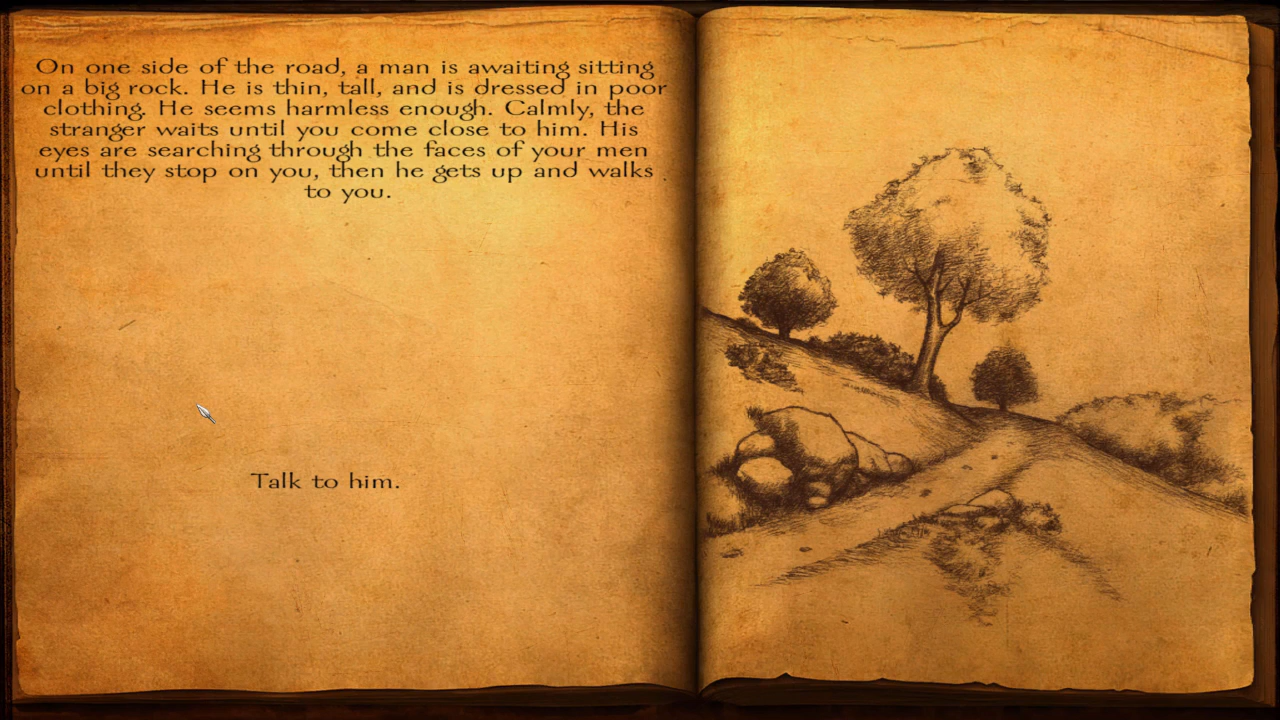 On one side of the road, a man is awaiting sitting
on a big rock. He is thin, tall, and is dressed in poor
clothing. He seems harmless enough. Calmly, the
stranger waits until you come close to him. His
eyes are searching through the faces of your men
until they stop on you, then he gets up and walks
to you.
Talk to him.